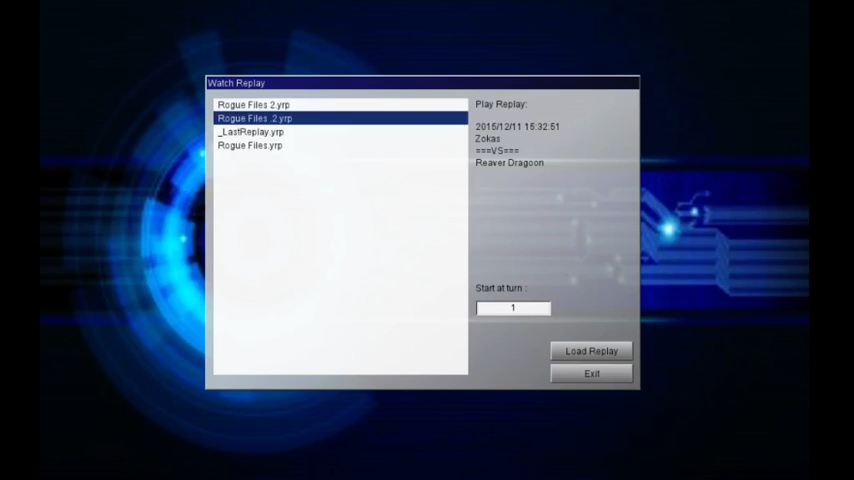 Watch Replay
Rogue Files 2.yrp
Rogue Files .2.yrp
_LastReplay.yrp
Rogue Files.yrp
Play Replay:
2015/12/11 15:32:51
Zokas
===VS===
Reaver Dragoon
Start at turn :
1
Load Replay
Exit